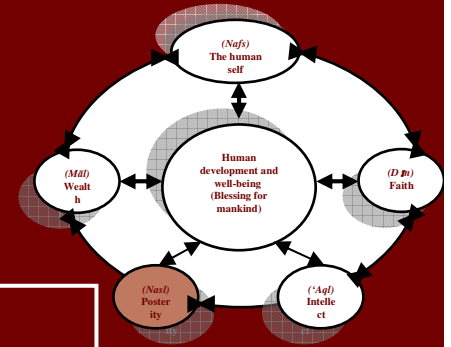 (Nafs)
The human
self
(Māl)
Wealt
h
Human
development and
well-being
(Blessing for
mankind)
Faith
(Nasl)
Poster
ity
(‘Aql)
Intelle
ct